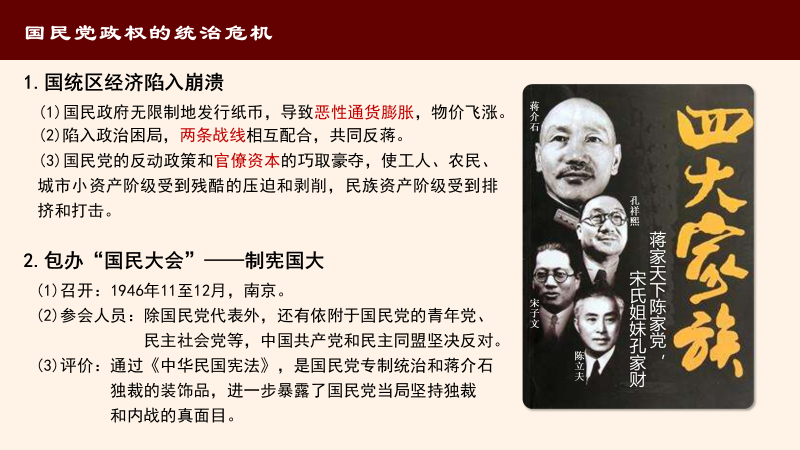 国民党政权的统治危机
1.国统区经济陷入崩溃
(1)国民政府无限制地发行纸币，导致恶性通货膨胀，物价飞涨。
(2)陷入政治困局，两条战线相互配合，共同反蒋。
(3)国民党的反动政策和官僚资本的巧取豪夺，使工人、农民、
城市小资产阶级受到残酷的压迫和剥削，民族资产阶级受到排
挤和打击。
2.包办“国民大会”——制宪国大
(1)召开：1946年11至12月，南京。
(2)参会人员：除国民党代表外，还有依附于国民党的青年党、
民主社会党等，中国共产党和民主同盟坚决反对。
(3)评价：通过《中华民国宪法》，是国民党专制统治和蒋介石
独裁的装饰品，进一步暴露了国民党当局坚持独裁
和内战的真面目。
四大家族
蒋介石
孔祥熙
宋子文
陈立夫
蒋家天下陈家党，
宋氏姐妹孔家财